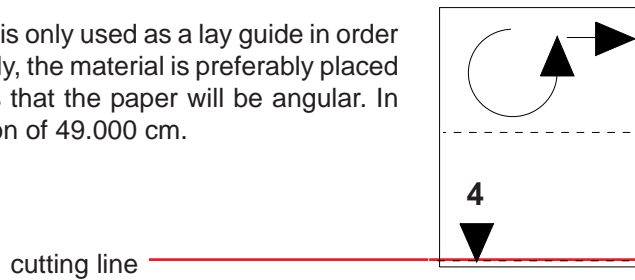 is only used as a lay guide in order
ly, the material is preferably placed
s that the paper will be angular. In
on of 49.000 cm.
4
cutting line